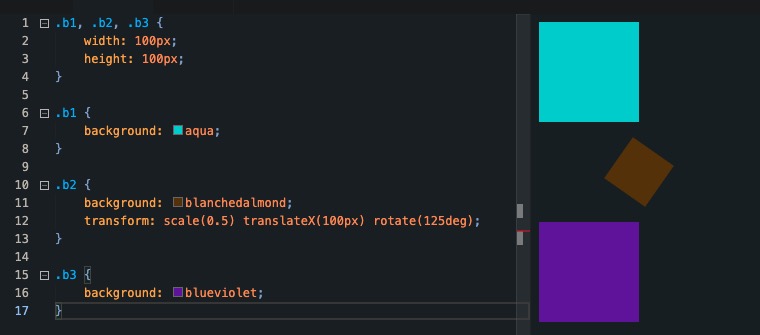 1 .b1, .b2, .b3 {
2 width: 100px;
3 height: 100px;
4 }
5
6 .b1 {
7 background: aqua;
8 }
9
10 .b2 {
11 background: blanchedalmond;
12 transform: scale(0.5) translateX(100px) rotate(125deg);
13 }
14
15 .b3 {
16 background: blueviolet;
17 }